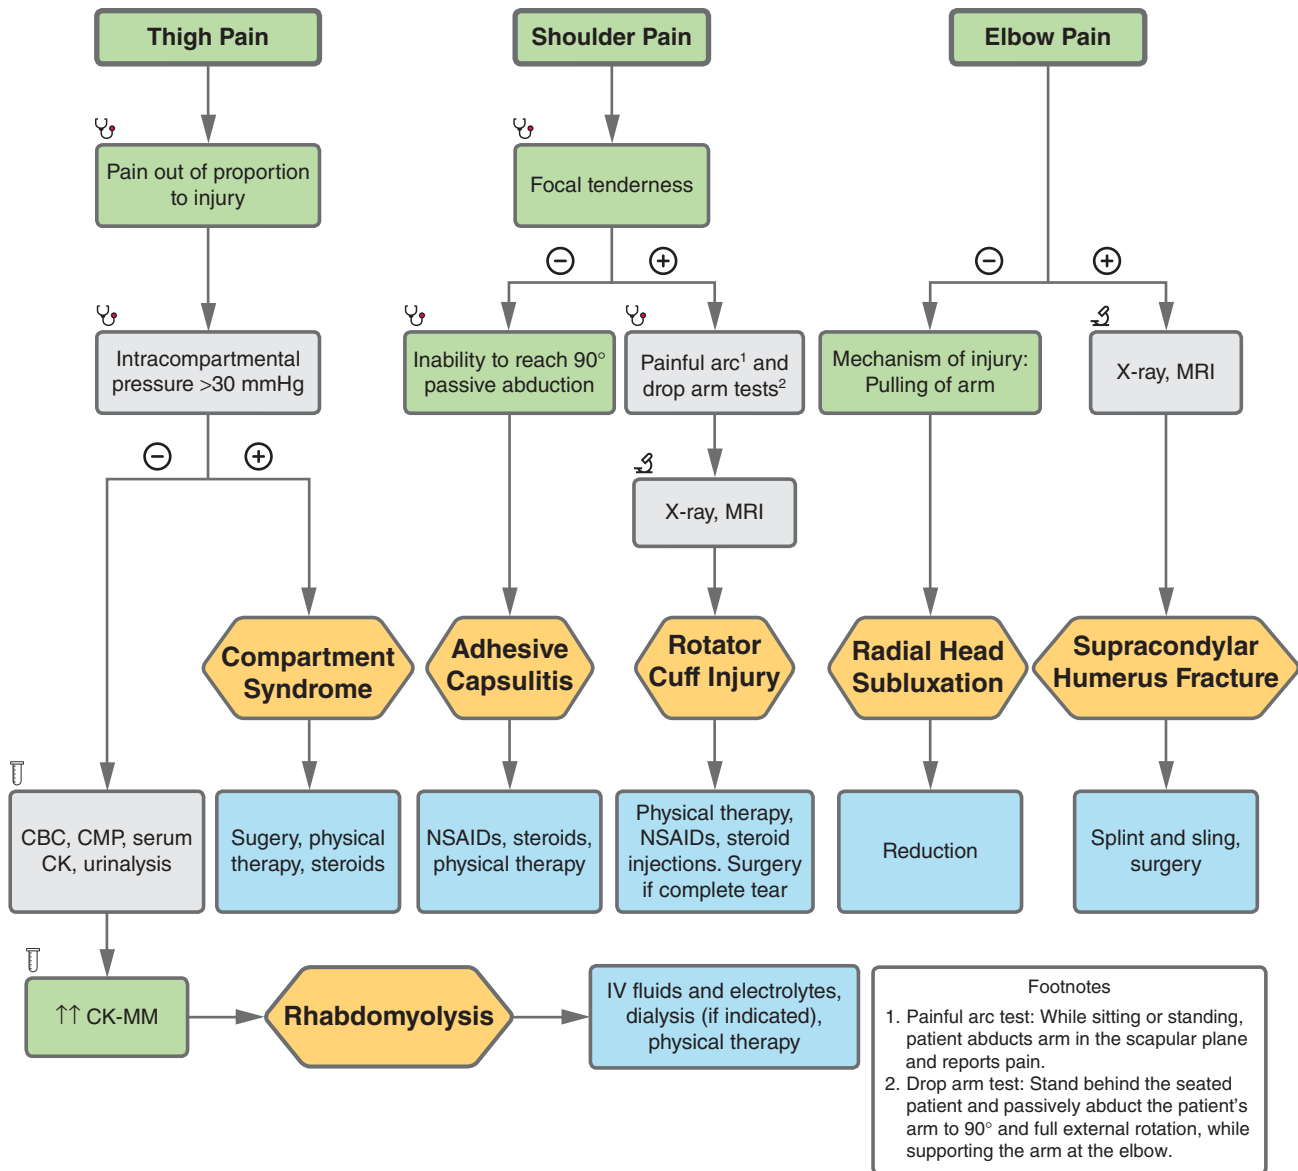 Thigh Pain
Shoulder Pain
Elbow Pain
Pain out of proportion
to injury
Focal tenderness
Intracompartmental
pressure >30 mmHg
Inability to reach 90°
passive abduction
Painful arc¹ and
drop arm tests²
Mechanism of injury:
Pulling of arm
X-ray, MRI
X-ray, MRI
Compartment
Syndrome
Adhesive
Capsulitis
Rotator
Cuff Injury
Radial Head
Subluxation
Supracondylar
Humerus Fracture
CBC, CMP, serum
CK, urinalysis
Sugery, physical
therapy, steroids
NSAIDs, steroids,
physical therapy
Physical therapy,
NSAIDs, steroid
injections. Surgery
if complete tear
Reduction
Splint and sling,
surgery
↑↑ CK-MM
Rhabdomyolysis
IV fluids and electrolytes,
dialysis (if indicated),
physical therapy
Footnotes
1. Painful arc test: While sitting or standing,
patient abducts arm in the scapular plane
and reports pain.
2. Drop arm test: Stand behind the seated
patient and passively abduct the patient's
arm to 90° and full external rotation, while
supporting the arm at the elbow.